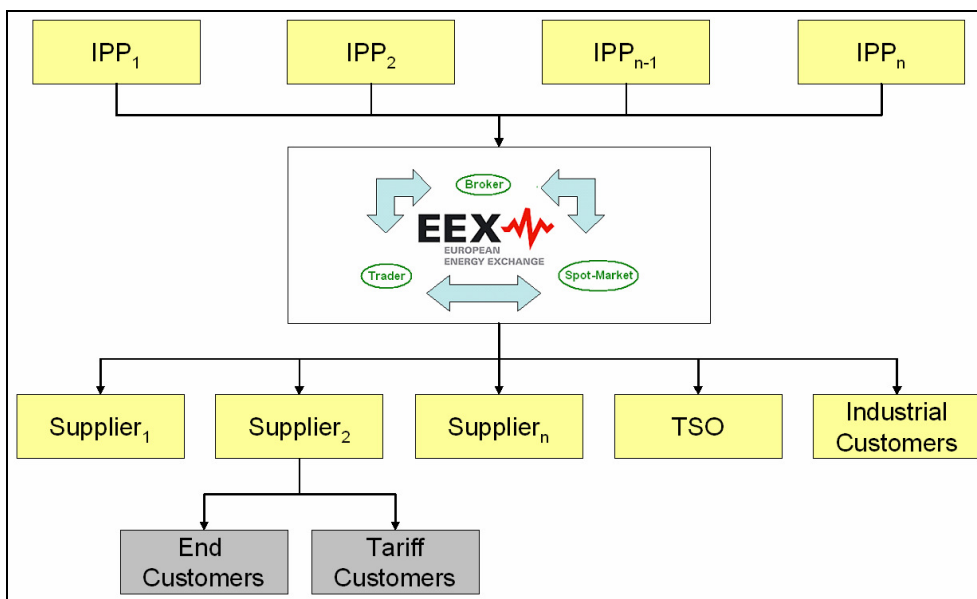 IPP1
IPP2
IPPn-1
IPPn
Broker
EEX
EUROPEAN
ENERGY EXCHANGE
Trader
Spot-Market
Supplier1
Supplier2
Suppliern
TSO
Industrial
Customers
End
Customers
Tariff
Customers